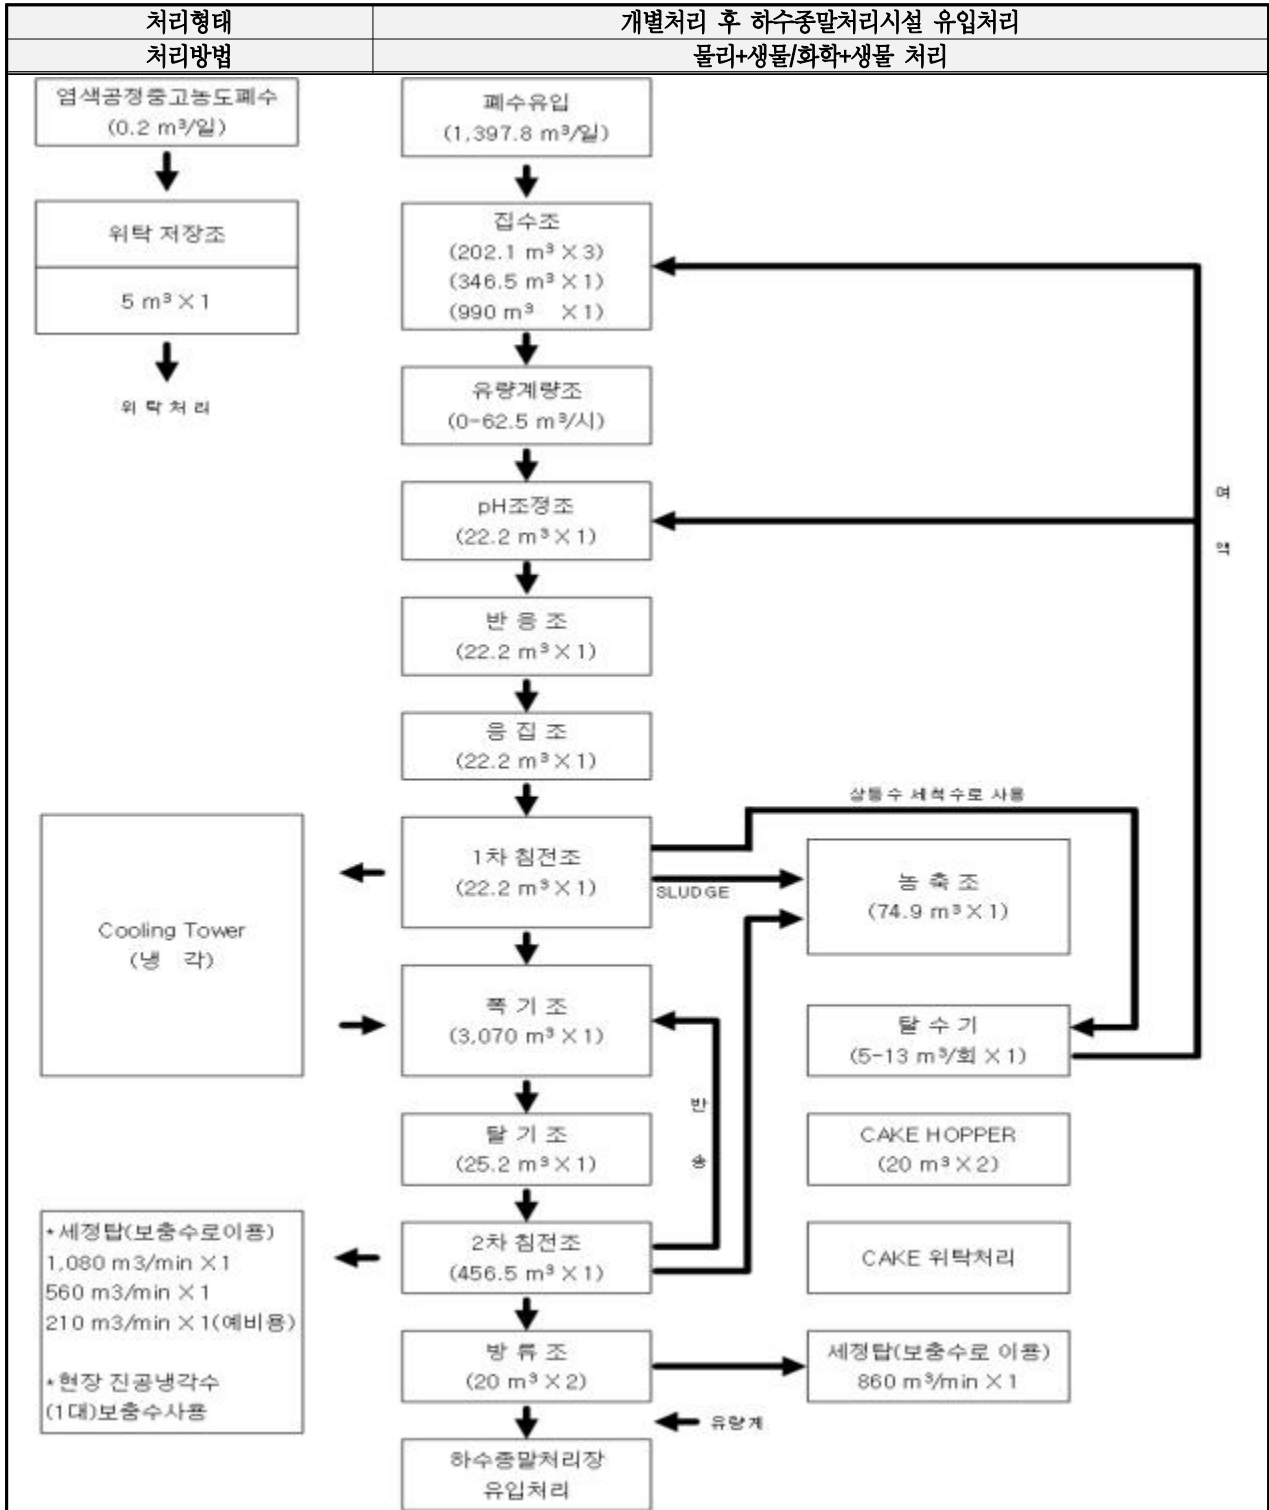 처리형태
개별처리 후 하수종말처리시설 유입처리
처리방법
물리+생물/화학+생물 처리
염색공정중고농도폐수
(0.2 m³/일)
위탁 저장조
5 m³×1
위 탁 처 리
폐수유입
(1,397.8 m³/일)
집수조
(202.1 m³×3)
(346.5 m³×1)
(990 m³ ×1)
유량계량조
(0-62.5 m³/시)
pH조정조
(22.2 m³×1)
여
액
반 응 조
(22.2 m³×1)
응 집 조
(22.2 m³×1)
상등수 세척수로 사용
1차 침전조
(22.2 m³×1)
SLUDGE
농 축 조
(74.9 m³×1)
Cooling Tower
(냉 각)
폭 기 조
(3,070 m³×1)
탈 수 기
(5-13 m³/회 ×1)
반
송
탈 기 조
(25.2 m³×1)
CAKE HOPPER
(20 m³×2)
*세정탑(보충수로이용)
1,080 m3/min ×1
560 m3/min ×1
210 m3/min ×1(예비용)
*현장 진공냉각수
(1대)보충수사용
2차 침전조
(456.5 m³×1)
CAKE 위탁처리
방 류 조
(20 m³×2)
세정탑(보충수로 이용)
860 m³/min ×1
유량계
하수종말처리장
유입처리